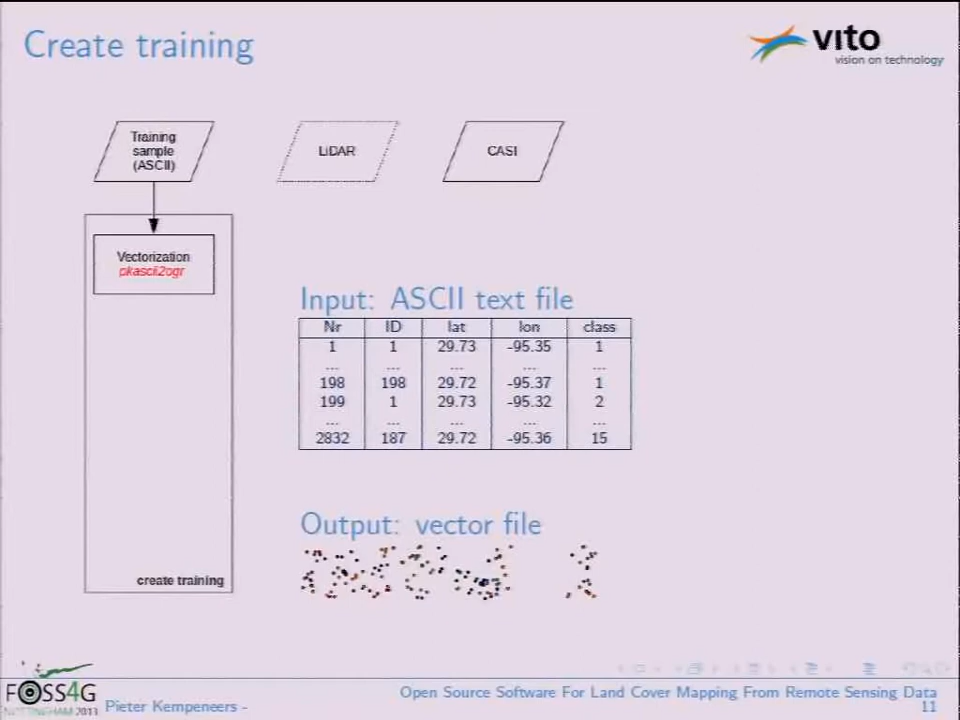 Create training
vito
vision on technology
Training
sample
(ASCII)
LIDAR
CASI
Vectorization
pkascii2ogr
create training
Input: ASCII text file
Nr ID lat lon class
1 1 29.73 -95.35 1
... ... ... ... ...
198 198 29.72 -95.37 1
199 1 29.73 -95.32 2
... ... ... ... ...
2832 187 29.72 -95.36 15
Output: vector file
FOSS4G
NOTTINGHAM 2013
Pieter Kempeneers -
Open Source Software For Land Cover Mapping From Remote Sensing Data
11